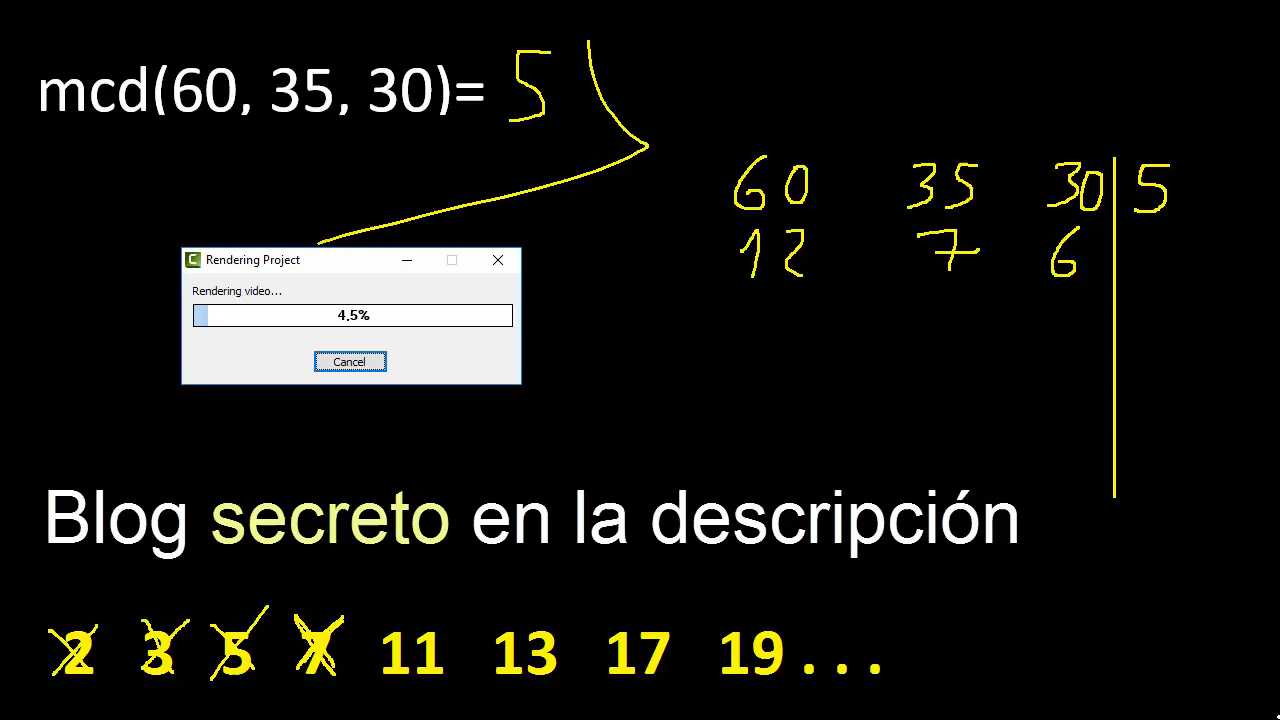 mcd(60, 35, 30)= 5
60 35 30 5
12 7 6
Rendering Project
Rendering video...
4,5%
Cancel
Blog secreto en la descripción
2 3 5 7 11 13 17 19 . . .